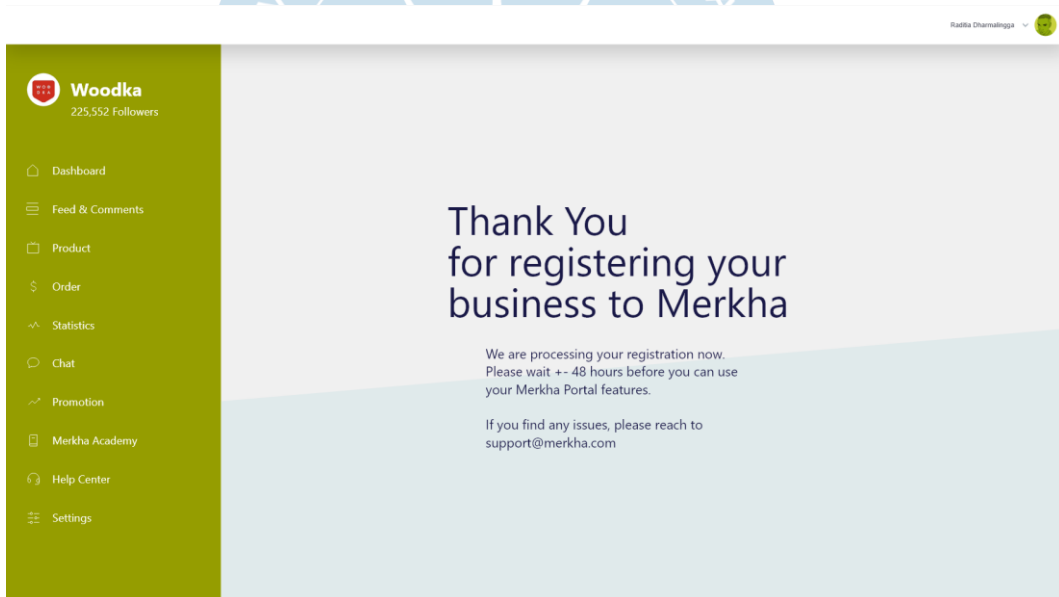 Raditia Dharmalingga
WOO
DKA
Woodka
225,552 Followers
Dashboard
Feed & Comments
Product
Order
Statistics
Chat
Promotion
Merkha Academy
Help Center
Settings
Thank You
for registering your
business to Merkha
We are processing your registration now.
Please wait +- 48 hours before you can use
your Merkha Portal features.
If you find any issues, please reach to
support@merkha.com